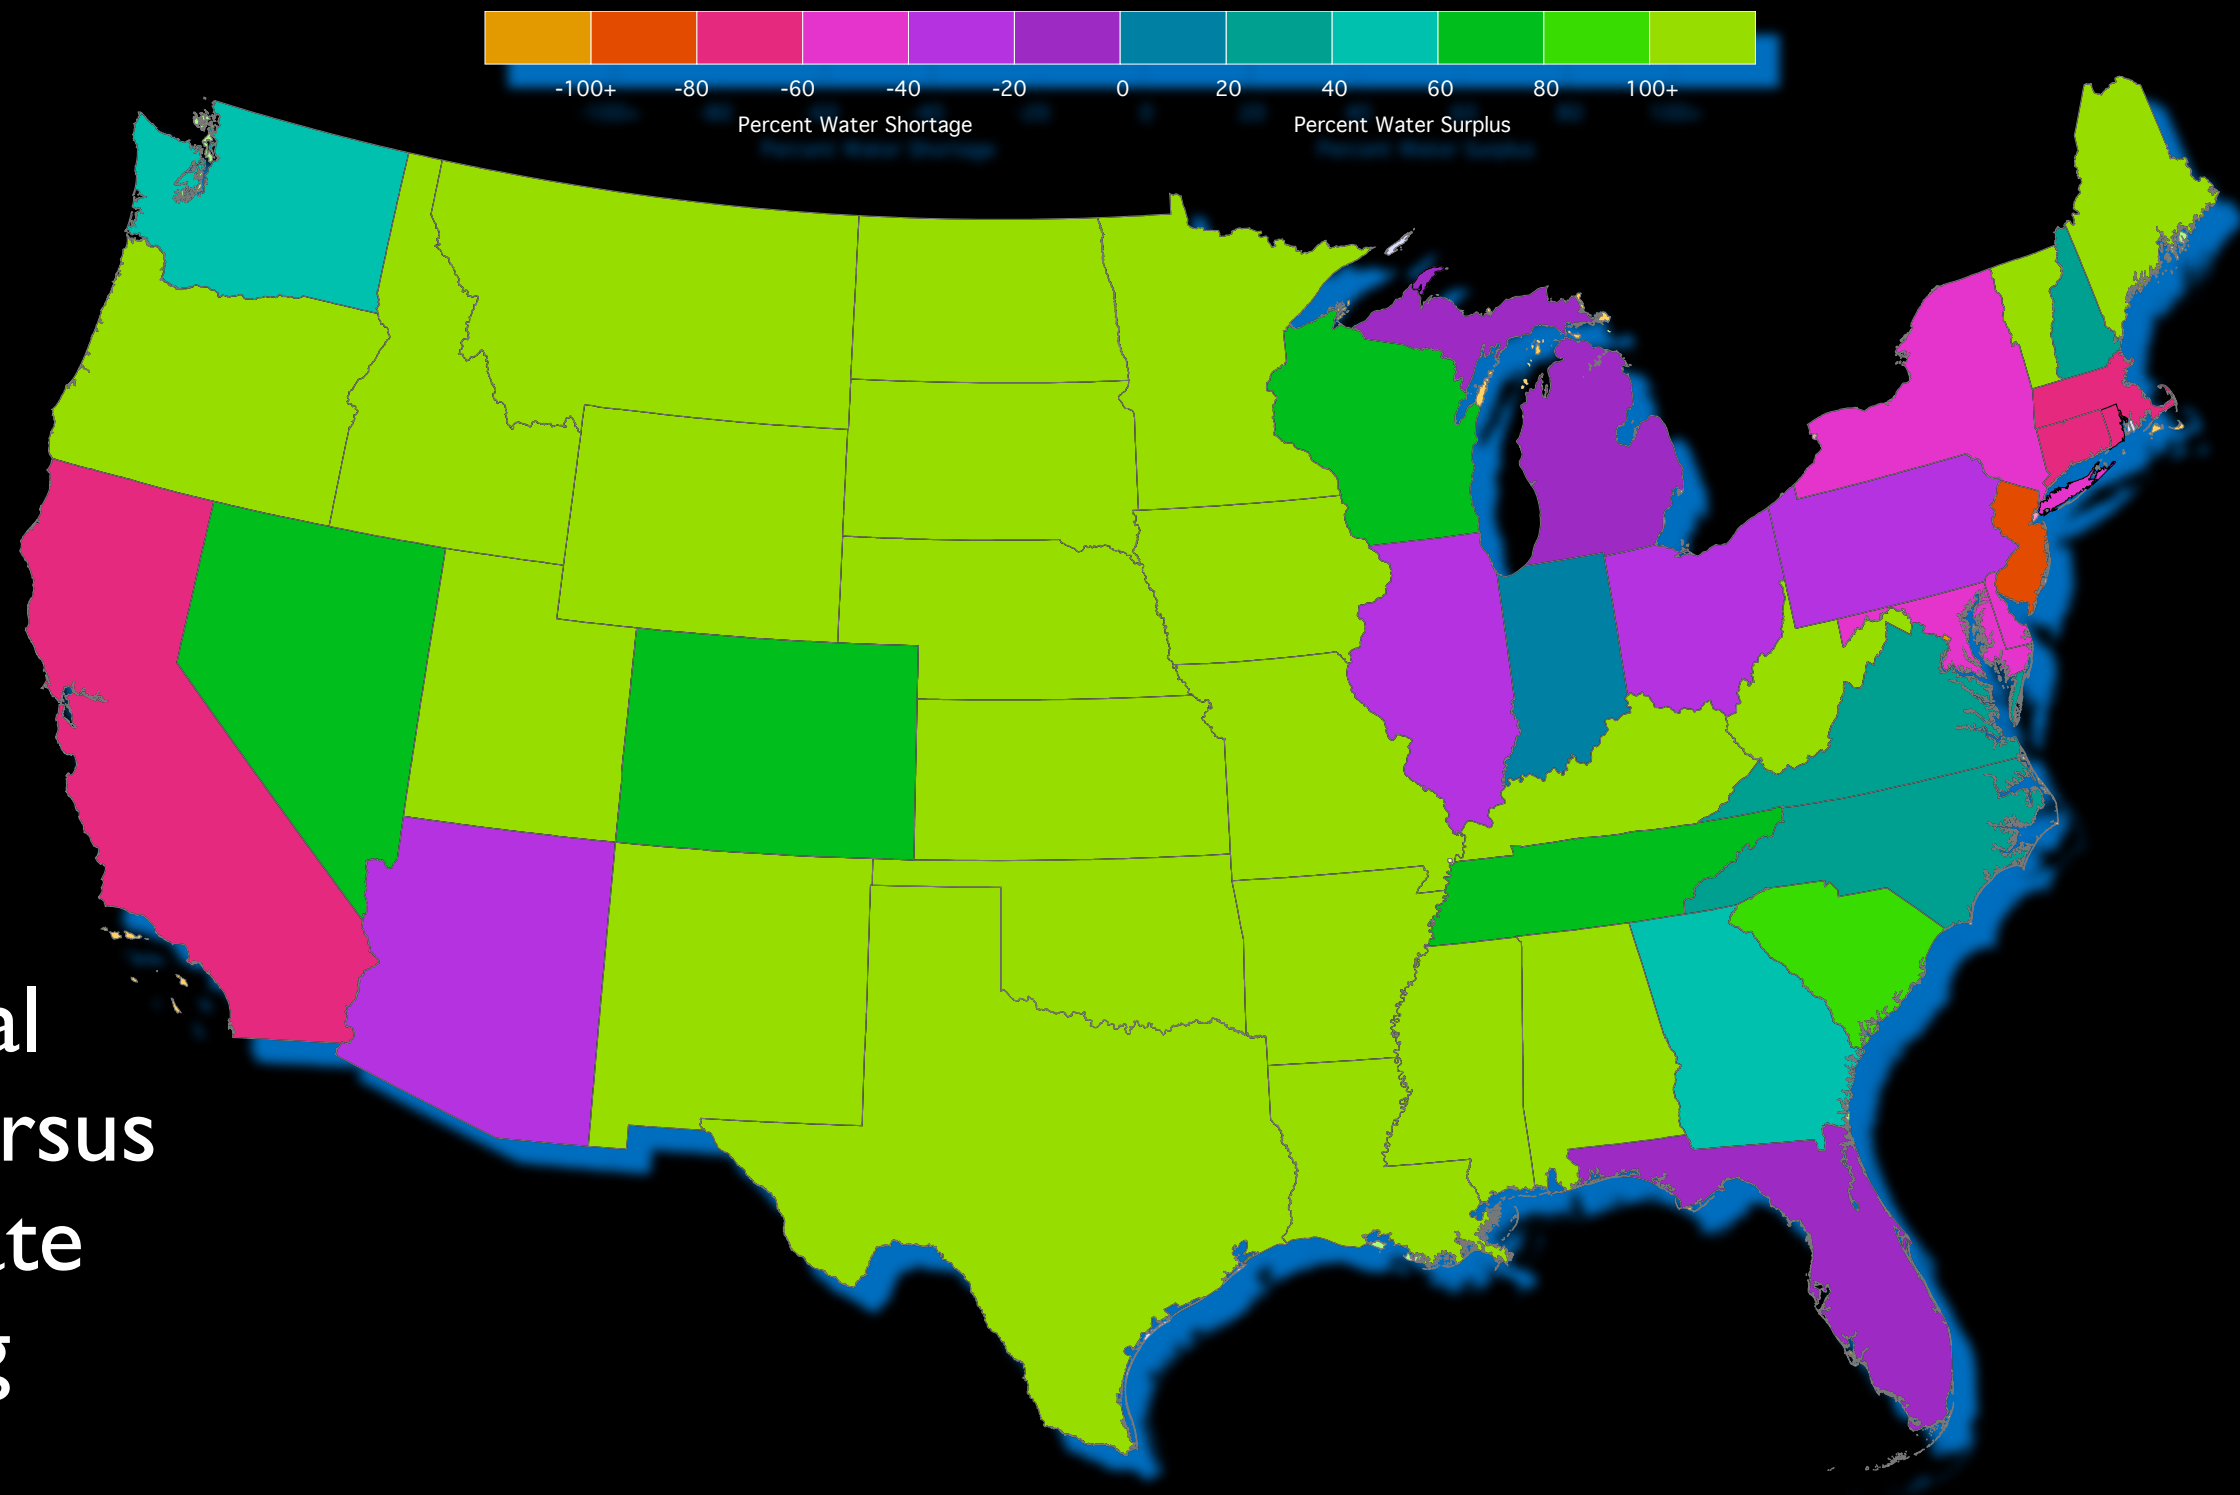 -100+ -80 -60 -40 -20 0 20 40 60 80 100+
Percent Water Shortage Percent Water Surplus
al
rsus
te
g